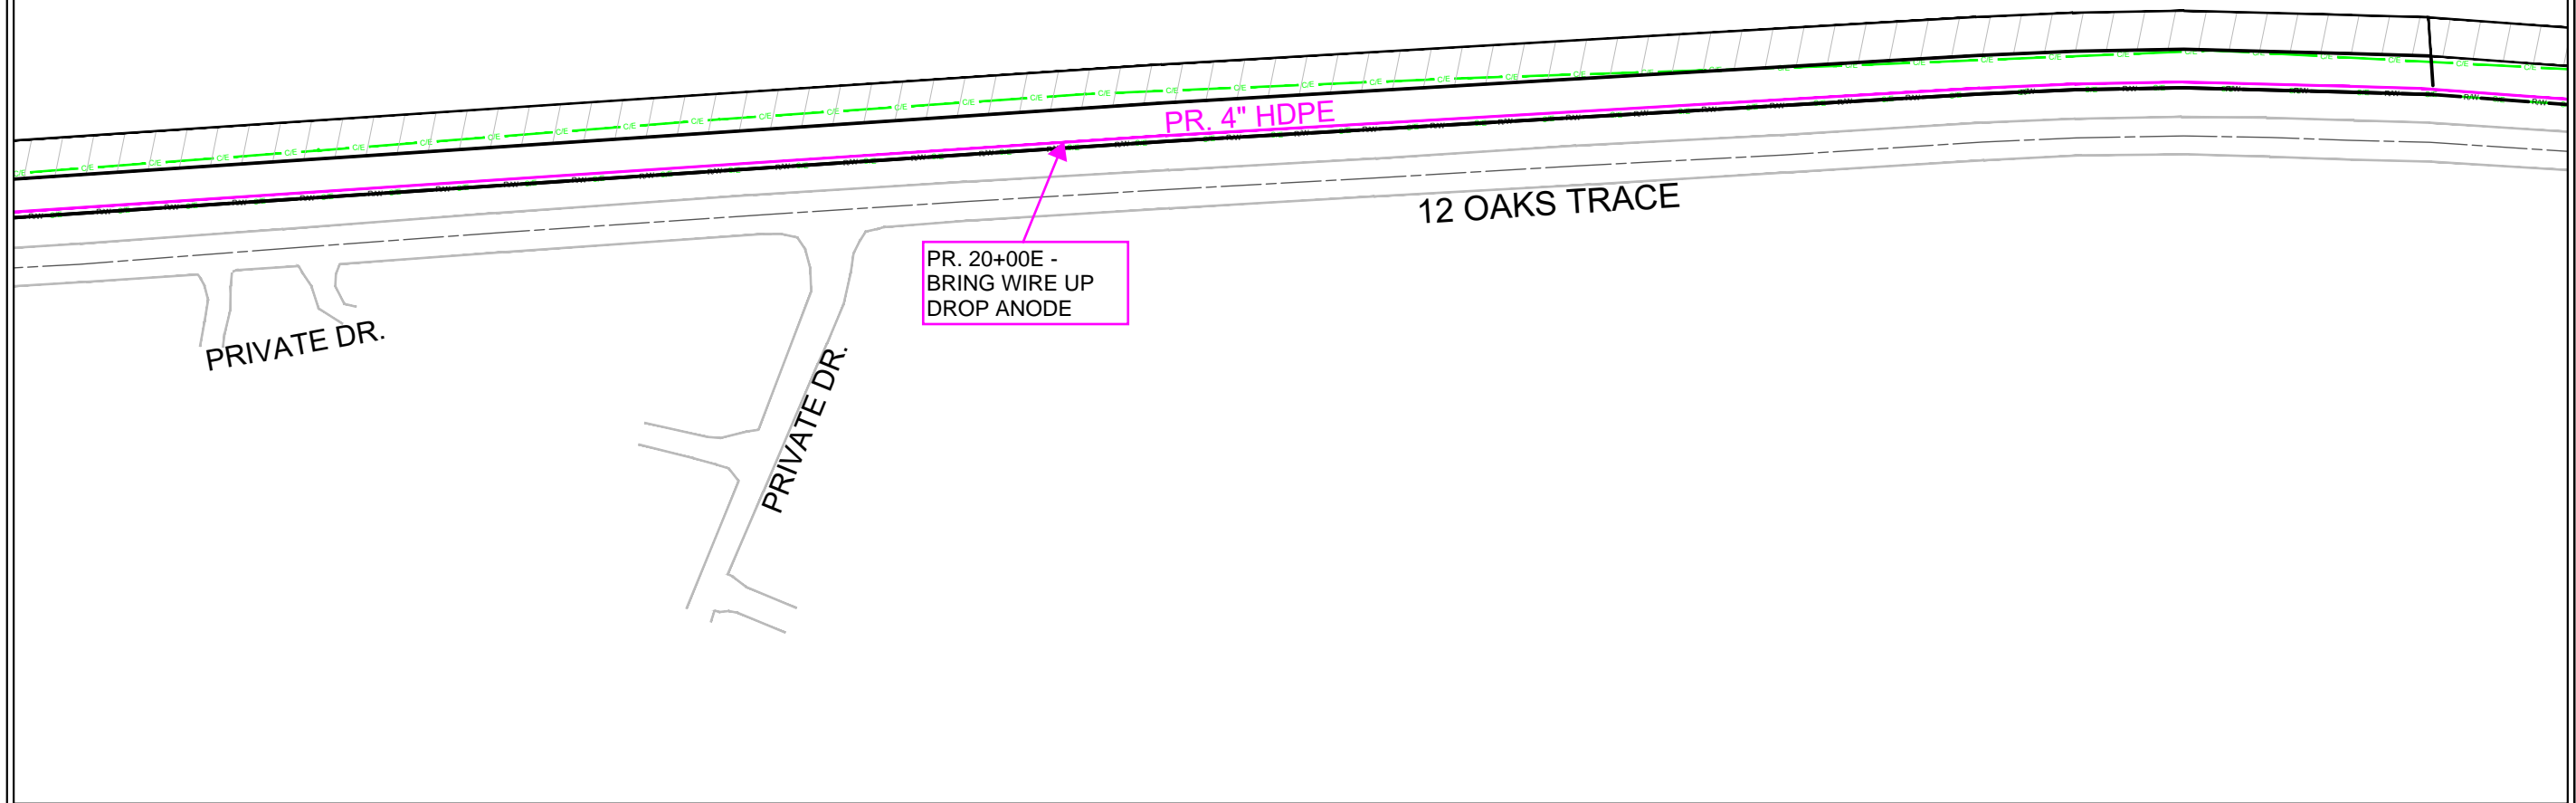 PR. 4" HDPE
12 OAKS TRACE
PR. 20+00E -
BRING WIRE UP
DROP ANODE
PRIVATE DR.
PRIVATE DR.
C/E
R/W